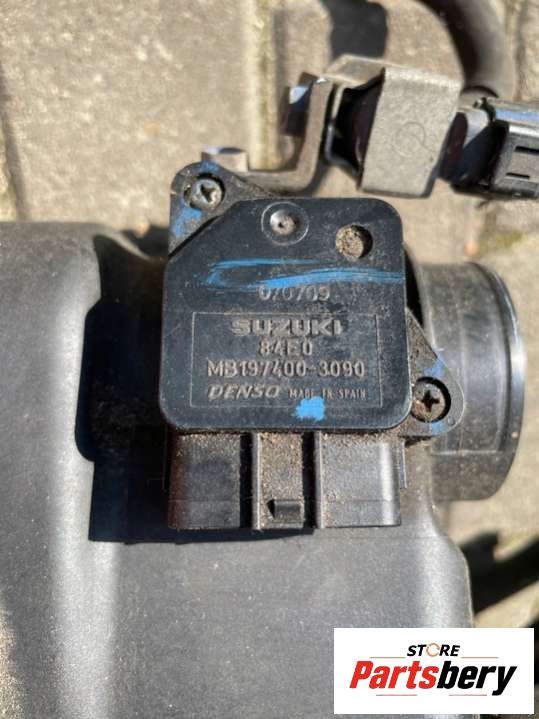 070709
SUZUKI
84E0
MB197400-3090
DENSO MADE IN SPAIN
STORE
Partsbery